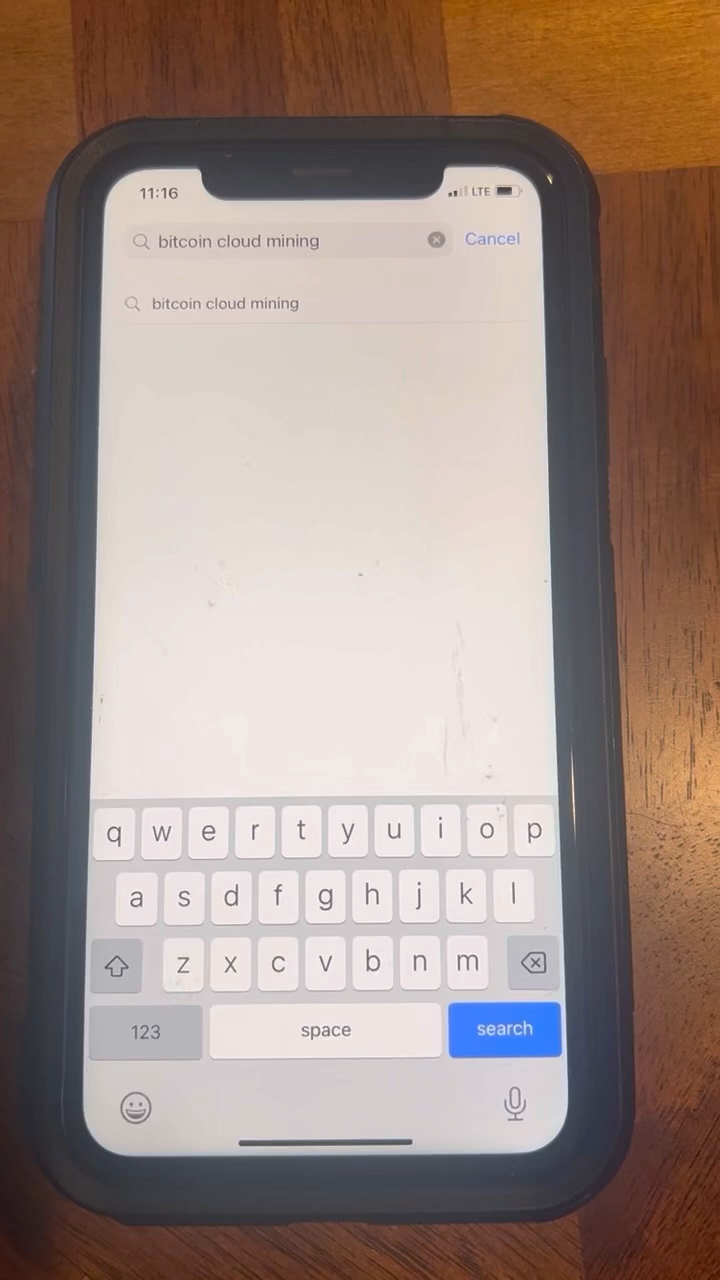 11:16 LTE
bitcoin cloud mining Cancel
bitcoin cloud mining
q w e r t y u i o p
a s d f g h j k l
z x c v b n m
123 space search